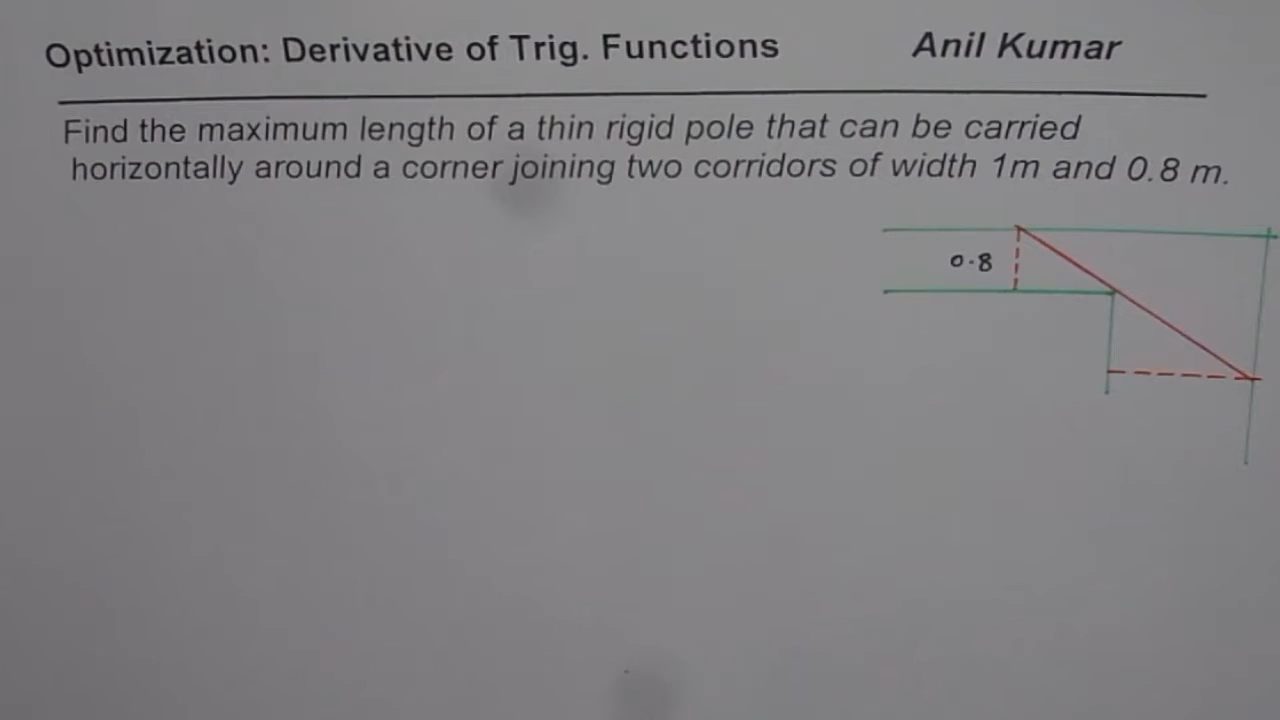 Optimization: Derivative of Trig. Functions Anil Kumar
Find the maximum length of a thin rigid pole that can be carried
horizontally around a corner joining two corridors of width 1m and 0.8 m.
0.8